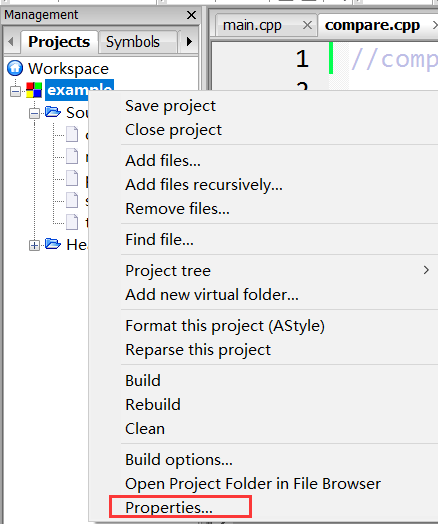 Management
Projects Symbols
main.cpp compare.cpp
1 //comp
2
Workspace
example
Sou
Save project
Close project
Add files...
Add files recursively...
Remove files...
Find file...
He
Project tree
Add new virtual folder...
Format this project (AStyle)
Reparse this project
Build
Rebuild
Clean
Build options...
Open Project Folder in File Browser
Properties...